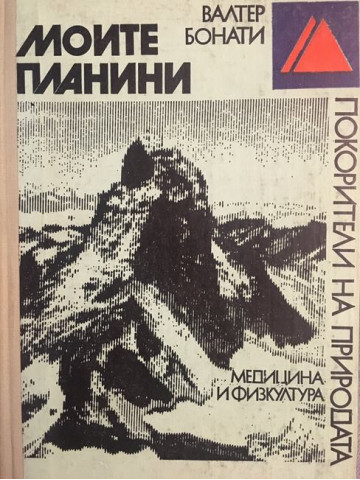 ВАЛТЕР
БОНАТИ
МОИТЕ
ПЛАНИНИ
ПОКОРИТЕЛИ НА ПРИРОДАТА
МЕДИЦИНА
И ФИЗКУЛТУРА